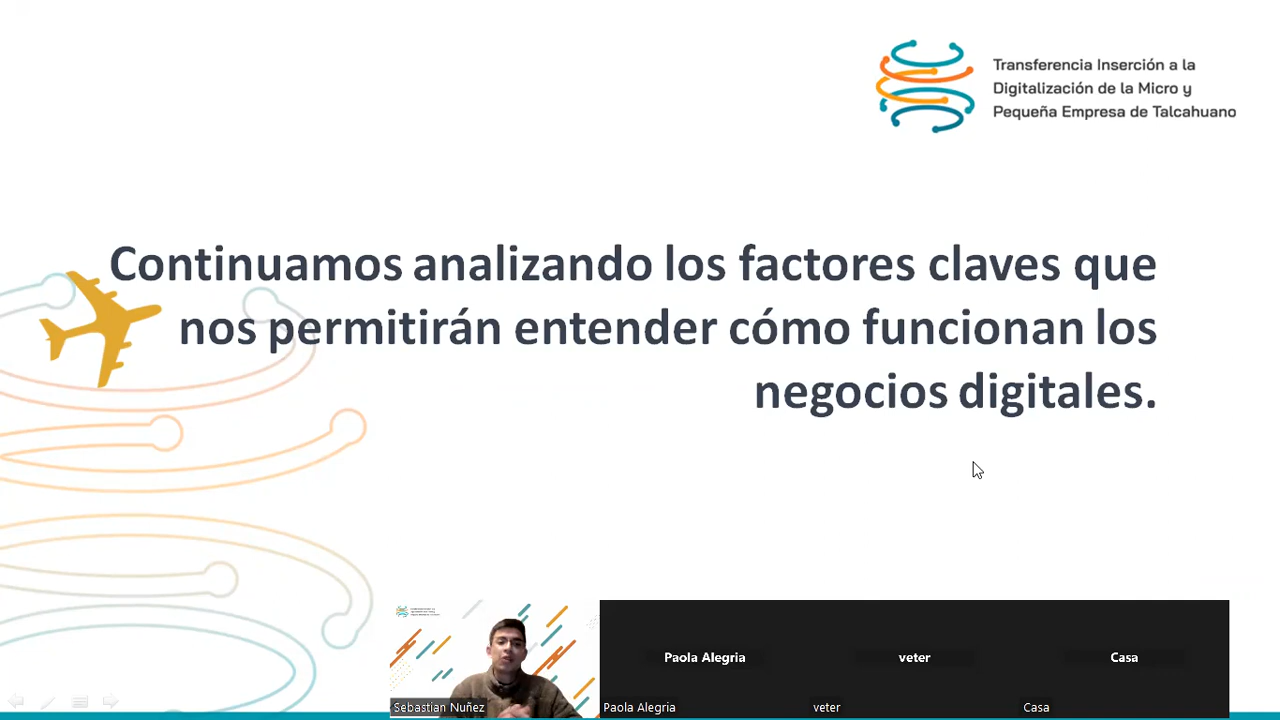 Transferencia Inserción a la
Digitalización de la Micro y
Pequeña Empresa de Talcahuano
Continuamos analizando los factores claves que
nos permitirán entender cómo funcionan los
negocios digitales.
Paola Alegria
veter
Casa
Sebastian Nuñez
Paola Alegria
veter
Casa